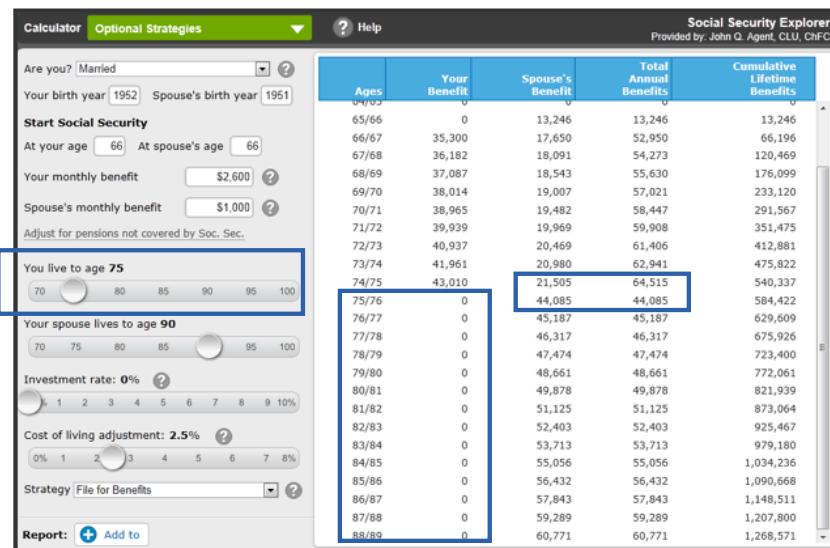 Calculator Optional Strategies ? Help
Social Security Explorer
Provided by: John Q. Agent, CLU, ChFC
Are you? Married ?
Your birth year 1952 Spouse's birth year 1951
Start Social Security
At your age 66 At spouse's age 66
Your monthly benefit $2,600 ?
Spouse's monthly benefit $1,000 ?
Adjust for pensions not covered by Soc. Sec.
You live to age 75
70 80 85 90 95 100
Your spouse lives to age 90
70 75 80 85 95 100
Investment rate: 0% ?
% 1 2 3 4 5 6 7 8 9 10%
Cost of living adjustment: 2.5% ?
0% 1 2 3 4 5 6 7 8%
Strategy File for Benefits ?
Report: Add to
Ages Your Benefit Spouse's Benefit Total Annual Benefits Cumulative Lifetime Benefits
64/65 0 0 0 0
65/66 0 13,246 13,246 13,246
66/67 35,300 17,650 52,950 66,196
67/68 36,182 18,091 54,273 120,469
68/69 37,087 18,543 55,630 176,099
69/70 38,014 19,007 57,021 233,120
70/71 38,965 19,482 58,447 291,567
71/72 39,939 19,969 59,908 351,475
72/73 40,937 20,469 61,406 412,881
73/74 41,961 20,980 62,941 475,822
74/75 43,010 21,505 64,515 540,337
75/76 0 44,085 44,085 584,422
76/77 0 45,187 45,187 629,609
77/78 0 46,317 46,317 675,926
78/79 0 47,474 47,474 723,400
79/80 0 48,661 48,661 772,061
80/81 0 49,878 49,878 821,939
81/82 0 51,125 51,125 873,064
82/83 0 52,403 52,403 925,467
83/84 0 53,713 53,713 979,180
84/85 0 55,056 55,056 1,034,236
85/86 0 56,432 56,432 1,090,668
86/87 0 57,843 57,843 1,148,511
87/88 0 59,289 59,289 1,207,800
88/89 0 60,771 60,771 1,268,571